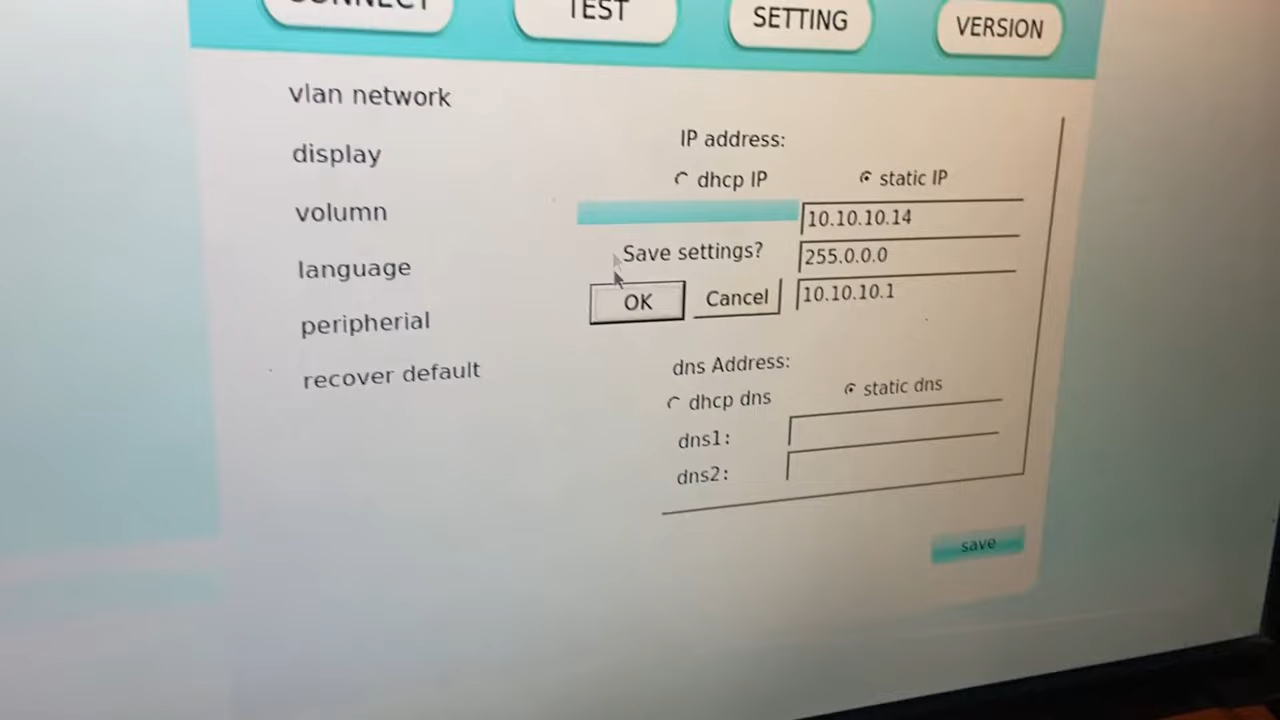 CONNECT
TEST
SETTING
VERSION
vlan network
display
volumn
language
peripherial
recover default
IP address:
dhcp IP
static IP
10.10.10.14
255.0.0.0
10.10.10.1
Save settings?
OK
Cancel
dns Address:
dhcp dns
static dns
dns1:
dns2:
save